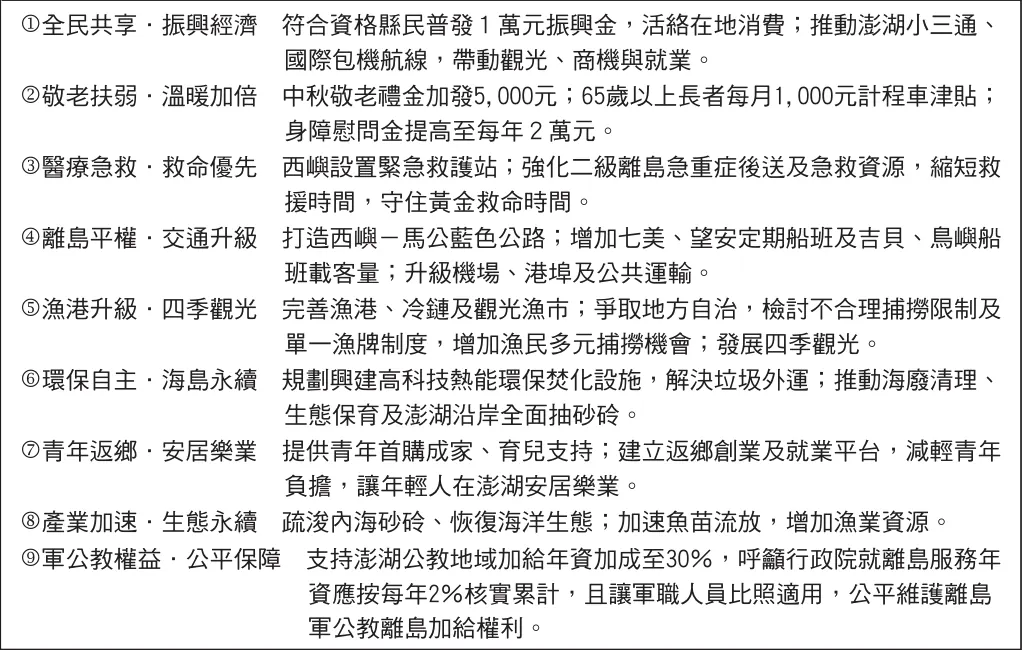 ①全民共享．振興經濟　符合資格縣民普發１萬元振興金，活絡在地消費；推動澎湖小三通、
國際包機航線，帶動觀光、商機與就業。
②敬老扶弱．溫暖加倍　中秋敬老禮金加發5,000元；65歲以上長者每月1,000元計程車津貼；
身障慰問金提高至每年２萬元。
③醫療急救．救命優先　西嶼設置緊急救護站；強化二級離島急重症後送及急救資源，縮短救
援時間，守住黃金救命時間。
④離島平權．交通升級　打造西嶼－馬公藍色公路；增加七美、望安定期船班及吉貝、鳥嶼船
班載客量；升級機場、港埠及公共運輸。
⑤漁港升級．四季觀光　完善漁港、冷鏈及觀光漁市；爭取地方自治，檢討不合理捕撈限制及
單一漁牌制度，增加漁民多元捕撈機會；發展四季觀光。
⑥環保自主．海島永續　規劃興建高科技熱能環保焚化設施，解決垃圾外運；推動海廢清理、
生態保育及澎湖沿岸全面抽砂砱。
⑦青年返鄉．安居樂業　提供青年首購成家、育兒支持；建立返鄉創業及就業平台，減輕青年
負擔，讓年輕人在澎湖安居樂業。
⑧產業加速．生態永續　疏浚內海砂砱、恢復海洋生態；加速魚苗流放，增加漁業資源。
⑨軍公教權益．公平保障　支持澎湖公教地域加給年資加成至30%，呼籲行政院就離島服務年
資應按每年2%核實累計，且讓軍職人員比照適用，公平維護離島
軍公教離島加給權利。